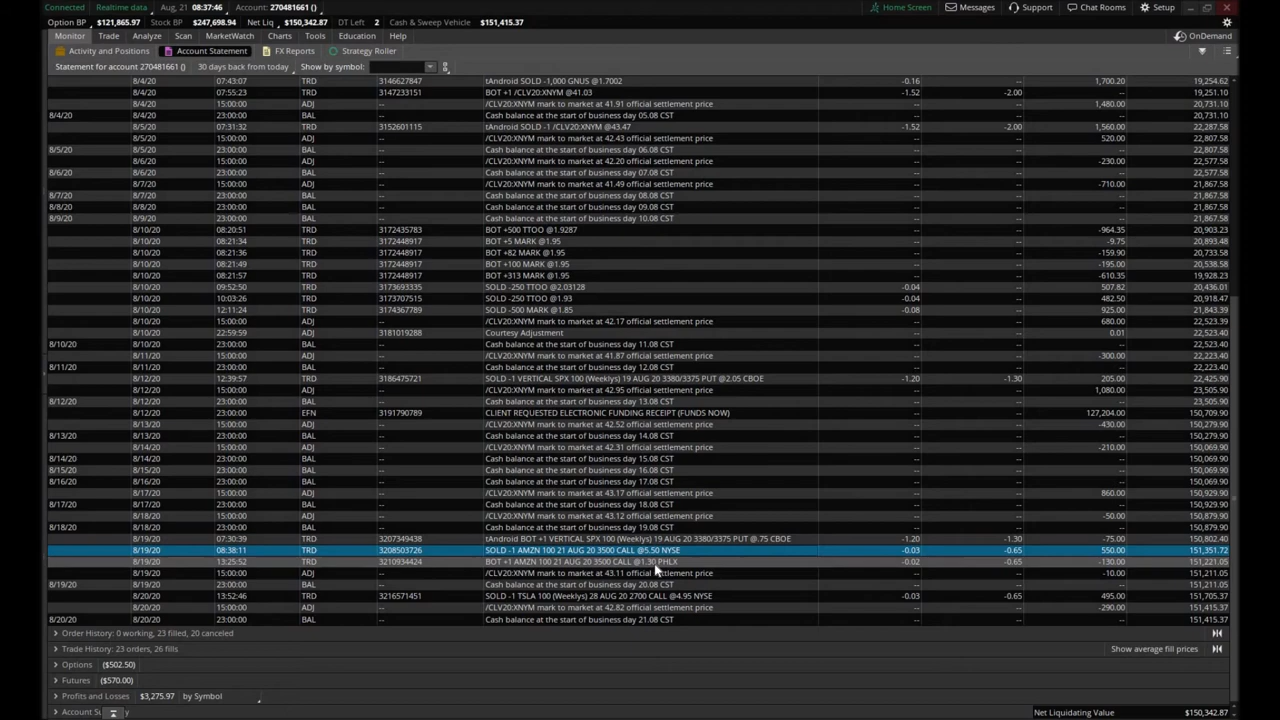 Connected Realtime data Aug, 21 08:37:46 Account: 270481661 () Home Screen Messages Support Chat Rooms Setup
Option BP $121,865.97 Stock BP $247,698.94 Net Liq $150,342.87 DT Left 2 Cash & Sweep Vehicle $151,415.37
Monitor Trade Analyze Scan MarketWatch Charts Tools Education Help OnDemand
Activity and Positions Account Statement FX Reports Strategy Roller
Statement for account 270481661 () 30 days back from today Show by symbol:
8/4/20 07:43:07 TRD 3146627847 tAndroid SOLD -1,000 GNUS @1.7002 -0.16 -- 1,700.20 19,254.62
8/4/20 07:55:23 TRD 3147233151 BOT +1 /CLV20:XNYM @41.03 -1.52 -2.00 -- 19,251.10
8/4/20 15:00:00 ADJ -- /CLV20:XNYM mark to market at 41.91 official settlement price -- -- 1,480.00 20,731.10
8/4/20 8/4/20 23:00:00 BAL -- Cash balance at the start of business day 05.08 CST -- -- -- 20,731.10
8/5/20 07:31:32 TRD 3152601115 tAndroid SOLD -1 /CLV20:XNYM @43.47 -1.52 -2.00 1,560.00 22,287.58
8/5/20 15:00:00 ADJ -- /CLV20:XNYM mark to market at 42.43 official settlement price -- -- 520.00 22,807.58
8/5/20 8/5/20 23:00:00 BAL -- Cash balance at the start of business day 06.08 CST -- -- -- 22,807.58
8/6/20 15:00:00 ADJ -- /CLV20:XNYM mark to market at 42.20 official settlement price -- -- -230.00 22,577.58
8/6/20 8/6/20 23:00:00 BAL -- Cash balance at the start of business day 07.08 CST -- -- -- 22,577.58
8/7/20 15:00:00 ADJ -- /CLV20:XNYM mark to market at 41.49 official settlement price -- -- -710.00 21,867.58
8/7/20 8/7/20 23:00:00 BAL -- Cash balance at the start of business day 08.08 CST -- -- -- 21,867.58
8/8/20 8/8/20 23:00:00 BAL -- Cash balance at the start of business day 09.08 CST -- -- -- 21,867.58
8/9/20 8/9/20 23:00:00 BAL -- Cash balance at the start of business day 10.08 CST -- -- -- 21,867.58
8/10/20 08:20:51 TRD 3172435783 BOT +500 TTOO @1.9287 -- -- -964.35 20,903.23
8/10/20 08:21:34 TRD 3172448917 BOT +5 MARK @1.95 -- -- -9.75 20,893.48
8/10/20 08:21:36 TRD 3172448917 BOT +82 MARK @1.95 -- -- -159.90 20,733.58
8/10/20 08:21:49 TRD 3172448917 BOT +100 MARK @1.95 -- -- -195.00 20,538.58
8/10/20 08:21:57 TRD 3172448917 BOT +313 MARK @1.95 -- -- -610.35 19,928.23
8/10/20 09:52:50 TRD 3173693335 SOLD -250 TTOO @2.03128 -0.04 -- 507.82 20,436.01
8/10/20 10:03:26 TRD 3173707515 SOLD -250 TTOO @1.93 -0.04 -- 482.50 20,918.47
8/10/20 12:11:24 TRD 3174367789 SOLD -500 MARK @1.85 -0.08 -- 925.00 21,843.39
8/10/20 15:00:00 ADJ -- /CLV20:XNYM mark to market at 42.17 official settlement price -- -- 680.00 22,523.39
8/10/20 22:59:59 ADJ 3181019288 Courtesy Adjustment -- -- 0.01 22,523.40
8/10/20 8/10/20 23:00:00 BAL -- Cash balance at the start of business day 11.08 CST -- -- -- 22,523.40
8/11/20 15:00:00 ADJ -- /CLV20:XNYM mark to market at 41.87 official settlement price -- -- -300.00 22,223.40
8/11/20 8/11/20 23:00:00 BAL -- Cash balance at the start of business day 12.08 CST -- -- -- 22,223.40
8/12/20 12:39:57 TRD 3186475721 SOLD -1 VERTICAL SPX 100 (Weeklys) 19 AUG 20 3380/3375 PUT @2.05 CBOE -1.20 -1.30 205.00 22,425.90
8/12/20 15:00:00 ADJ -- /CLV20:XNYM mark to market at 42.95 official settlement price -- -- 1,080.00 23,505.90
8/12/20 8/12/20 23:00:00 BAL -- Cash balance at the start of business day 13.08 CST -- -- -- 23,505.90
8/12/20 EFN 3191790789 CLIENT REQUESTED ELECTRONIC FUNDING RECEIPT (FUNDS NOW) -- -- 127,204.00 150,709.90
8/13/20 15:00:00 ADJ -- /CLV20:XNYM mark to market at 42.52 official settlement price -- -- -430.00 150,279.90
8/13/20 8/13/20 23:00:00 BAL -- Cash balance at the start of business day 14.08 CST -- -- -- 150,279.90
8/14/20 15:00:00 ADJ -- /CLV20:XNYM mark to market at 42.31 official settlement price -- -- -210.00 150,069.90
8/14/20 8/14/20 23:00:00 BAL -- Cash balance at the start of business day 15.08 CST -- -- -- 150,069.90
8/15/20 8/15/20 23:00:00 BAL -- Cash balance at the start of business day 16.08 CST -- -- -- 150,069.90
8/16/20 8/16/20 23:00:00 BAL -- Cash balance at the start of business day 17.08 CST -- -- -- 150,069.90
8/17/20 15:00:00 ADJ -- /CLV20:XNYM mark to market at 43.17 official settlement price -- -- 860.00 150,929.90
8/17/20 8/17/20 23:00:00 BAL -- Cash balance at the start of business day 18.08 CST -- -- -- 150,929.90
8/18/20 15:00:00 ADJ -- /CLV20:XNYM mark to market at 43.12 official settlement price -- -- -50.00 150,879.90
8/18/20 8/18/20 23:00:00 BAL -- Cash balance at the start of business day 19.08 CST -- -- -- 150,879.90
8/19/20 07:30:39 TRD 3207349438 tAndroid BOT +1 VERTICAL SPX 100 (Weeklys) 19 AUG 20 3380/3375 PUT @.75 CBOE -1.20 -1.30 -75.00 150,802.40
8/19/20 08:38:11 TRD 3208503726 SOLD -1 AMZN 100 21 AUG 20 3500 CALL @5.50 NYSE -0.03 -0.65 550.00 151,351.72
8/19/20 13:25:52 TRD 3210934424 BOT +1 AMZN 100 21 AUG 20 3500 CALL @1.30 PHLX -0.02 -0.65 -130.00 151,221.05
8/19/20 15:00:00 ADJ -- /CLV20:XNYM mark to market at 43.11 official settlement price -- -- -10.00 151,211.05
8/19/20 8/19/20 23:00:00 BAL -- Cash balance at the start of business day 20.08 CST -- -- -- 151,211.05
8/20/20 13:52:46 TRD 3216571451 SOLD -1 TSLA 100 (Weeklys) 28 AUG 20 2700 CALL @4.95 NYSE -0.03 -0.65 495.00 151,705.37
8/20/20 15:00:00 ADJ -- /CLV20:XNYM mark to market at 42.82 official settlement price -- -- -290.00 151,415.37
8/20/20 8/20/20 23:00:00 BAL -- Cash balance at the start of business day 21.08 CST -- -- -- 151,415.37
Order History: 0 working, 23 filled, 20 canceled
Trade History: 23 orders, 26 fills Show average fill prices
Options ($502.50)
Futures ($570.00)
Profits and Losses $3,275.97 by Symbol
Account Su y Net Liquidating Value $150,342.87